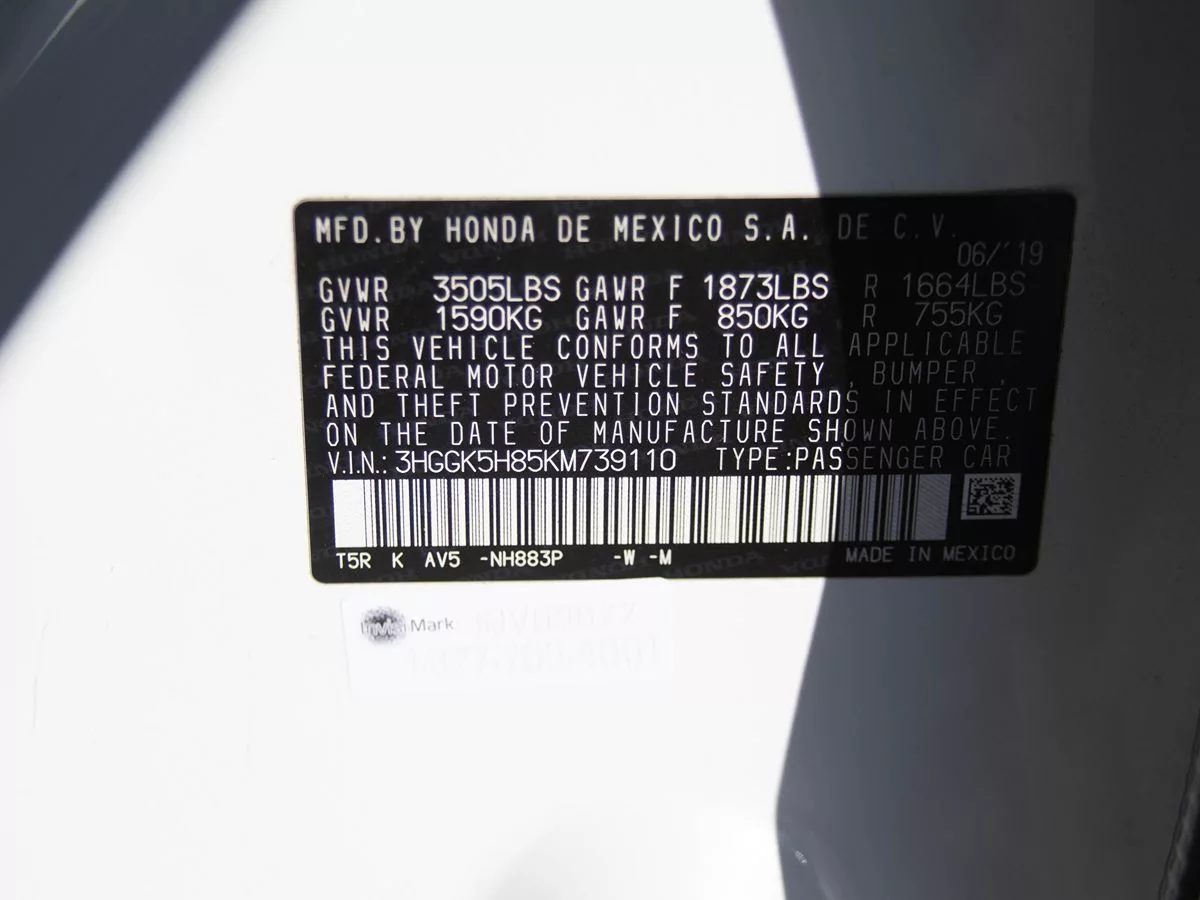 MFD.BY HONDA DE MEXICO S.A. DE C.V.
06/'19
GVWR 3505LBS GAWR F 1873LBS R 1664LBS
GVWR 1590KG GAWR F 850KG R 755KG
THIS VEHICLE CONFORMS TO ALL APPLICABLE
FEDERAL MOTOR VEHICLE SAFETY , BUMPER ,
AND THEFT PREVENTION STANDARDS IN EFFECT
ON THE DATE OF MANUFACTURE SHOWN ABOVE.
V.I.N.: 3HGGK5H85KM739110 TYPE:PASSENGER CAR
T5R K AV5 -NH883P -W -M MADE IN MEXICO
Mark